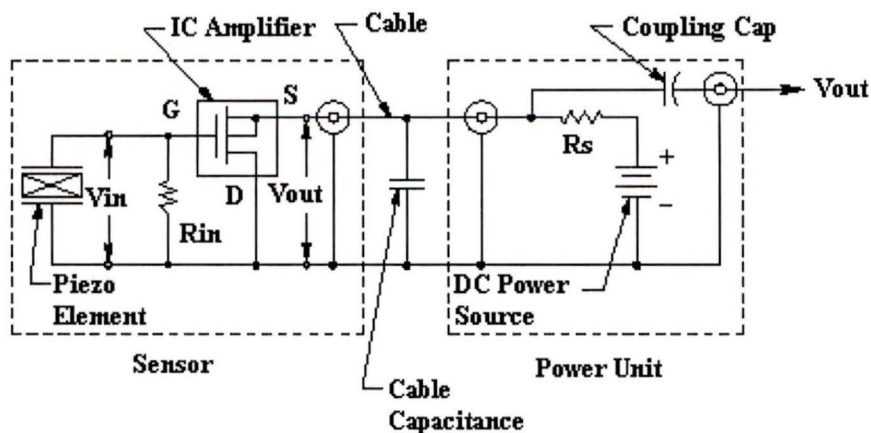 IC Amplifier
Cable
Coupling Cap
G
S
Vout
Rs
+
Vin
D
Vout
Rin
−
Piezo
Element
DC Power
Source
Sensor
Cable
Capacitance
Power Unit